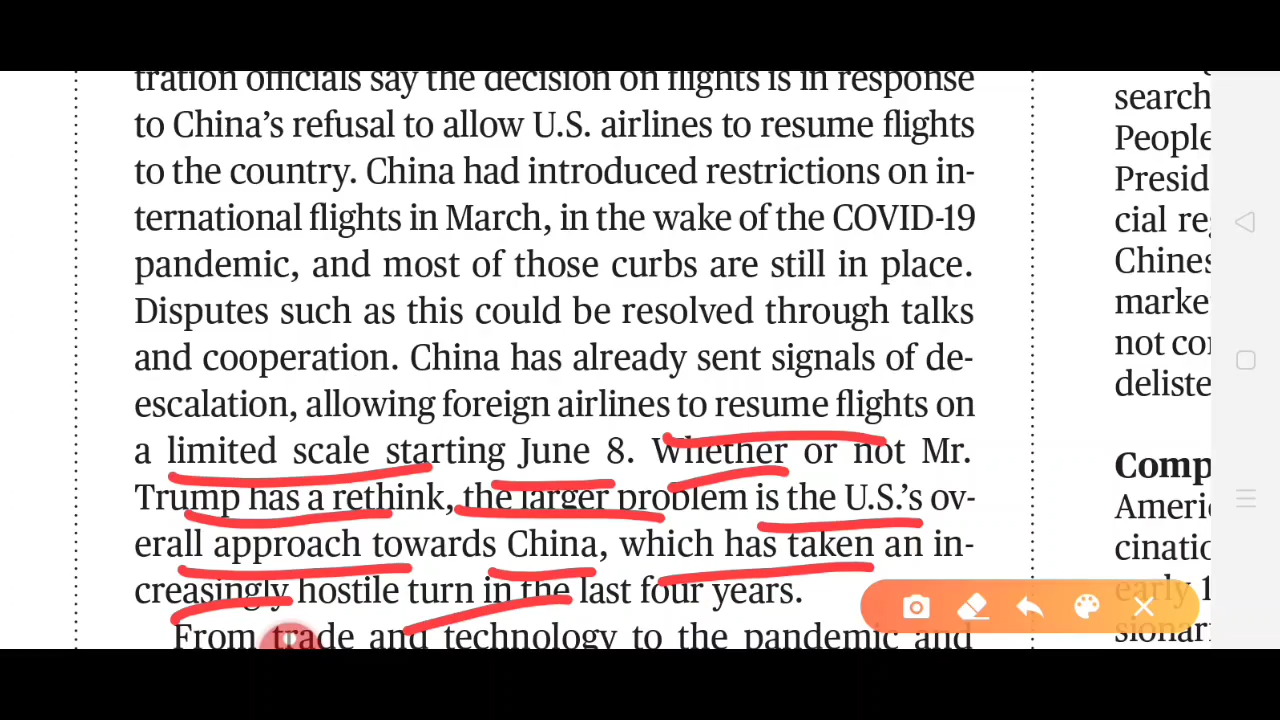 tration officials say the decision on flights is in response
to China's refusal to allow U.S. airlines to resume flights
to the country. China had introduced restrictions on in-
ternational flights in March, in the wake of the COVID-19
pandemic, and most of those curbs are still in place.
Disputes such as this could be resolved through talks
and cooperation. China has already sent signals of de-
escalation, allowing foreign airlines to resume flights on
a limited scale starting June 8. Whether or not Mr.
Trump has a rethink, the larger problem is the U.S.'s ov-
erall approach towards China, which has taken an in-
creasingly hostile turn in the last four years.
From trade and technology to the pandemic and
search
People
Presid
cial re
Chines
marke
not co
deliste
Comp
Ameri
cinatio
early 1
sionar